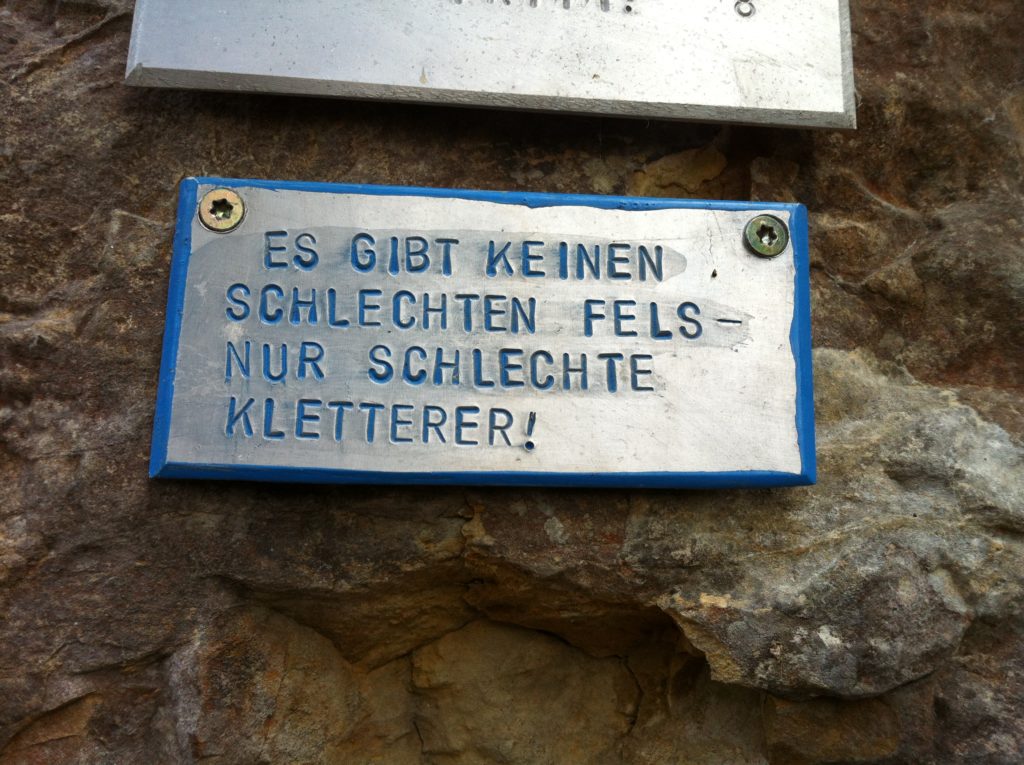 ES GIBT KEINEN
SCHLECHTEN FELS-
NUR SCHLECHTE
KLETTERER!